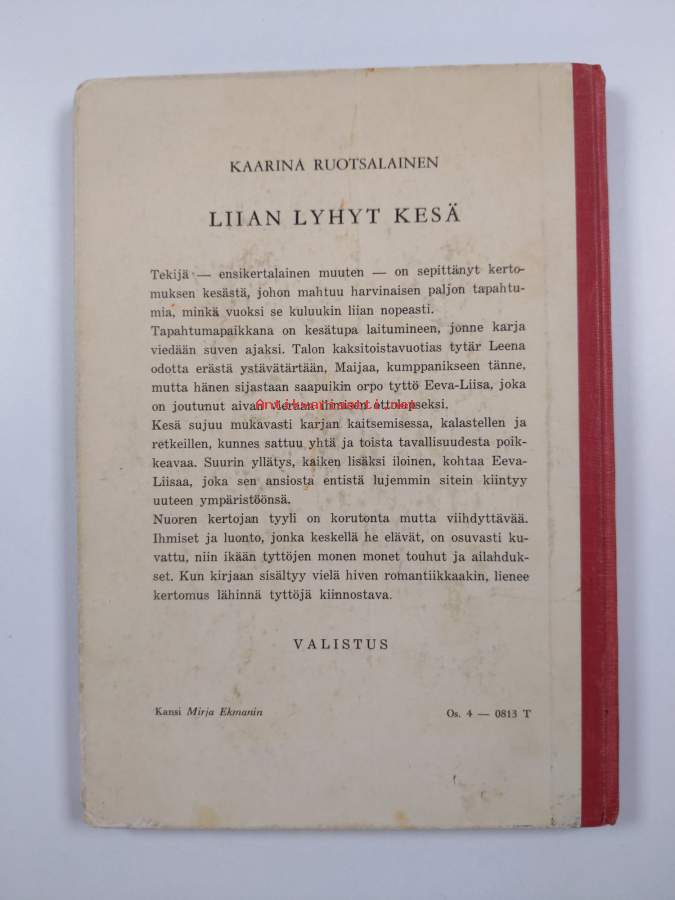 KAARINA RUOTSALAINEN
LIIAN LYHYT KESÄ
Tekijä — ensikertalainen muuten — on sepittänyt kerto-
muksen kesästä, johon mahtuu harvinaisen paljon tapahtu-
mia, minkä vuoksi se kuluukin liian nopeasti.
Tapahtumapaikkana on kesätupa laitumineen, jonne karja
viedään suven ajaksi. Talon kaksitoistavuotias tytär Leena
odotta erästä ystävätärtään, Maijaa, kumppanikseen tänne,
mutta hänen sijastaan saapuikin orpo tyttö Eeva-Liisa, joka
on joutunut aivan vieraan ihmisen ottolapseksi.
Kesä sujuu mukavasti karjan kaitsemisessa, kalastellen ja
retkeillen, kunnes sattuu yhtä ja toista tavallisuudesta poik-
keavaa. Suurin yllätys, kaiken lisäksi iloinen, kohtaa Eeva-
Liisaa, joka sen ansiosta entistä lujemmin sitein kiintyy
uuteen ympäristöönsä.
Nuoren kertojan tyyli on korutonta mutta viihdyttävää.
Ihmiset ja luonto, jonka keskellä he elävät, on osuvasti ku-
vattu, niin ikään tyttöjen monen monet touhut ja ailahduk-
set. Kun kirjaan sisältyy vielä hiven romantiikkaakin, lienee
kertomus lähinnä tyttöjä kiinnostava.
VALISTUS
Kansi Mirja Ekmanin
Os. 4 — 0813 T